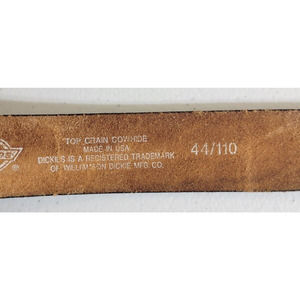 TOP GRAIN COWHIDE
MADE IN USA
DICKIES IS A REGISTERED TRADEMARK
OF WILLIAMSON DICKIE MFG. CO.
44/110